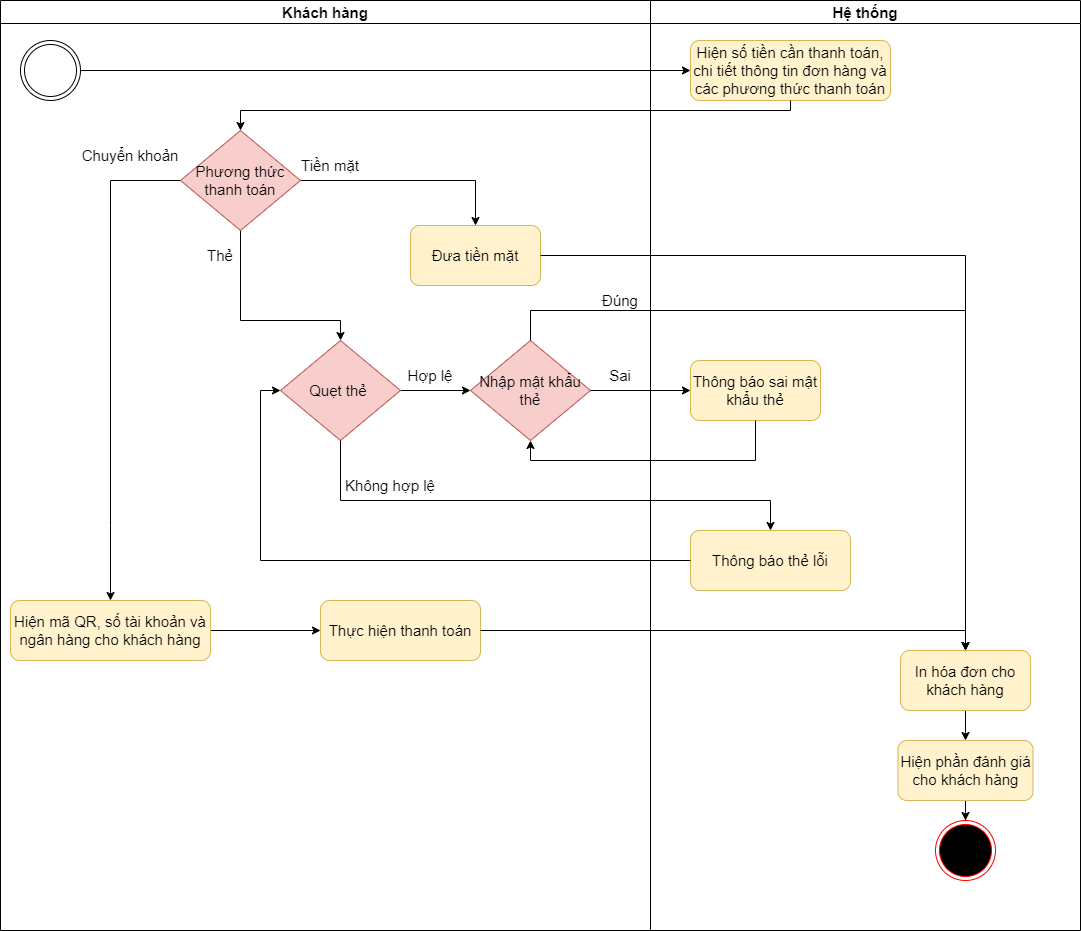 Khách hàng
Hệ thống
Hiện số tiền cần thanh toán,
chi tiết thông tin đơn hàng và
các phương thức thanh toán
Chuyển khoản
Phương thức
thanh toán
Tiền mặt
Thẻ
Đưa tiền mặt
Đúng
Quẹt thẻ
Hợp lệ
Nhập mật khẩu
thẻ
Sai
Thông báo sai mật
khẩu thẻ
Không hợp lệ
Thông báo thẻ lỗi
Hiện mã QR, số tài khoản và
ngân hàng cho khách hàng
Thực hiện thanh toán
In hóa đơn cho
khách hàng
Hiện phần đánh giá
cho khách hàng